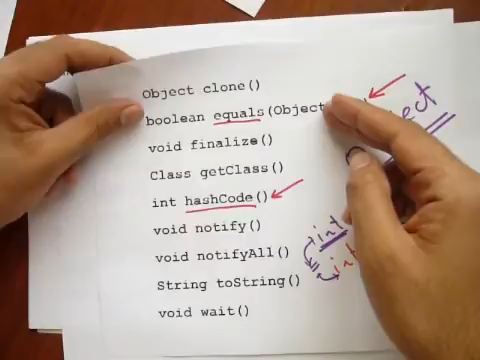 Object clone()
boolean equals(Object
void finalize()
Class getClass()
int hashCode()
void notify()
void notifyAll()
String toString()
void wait()
int
int